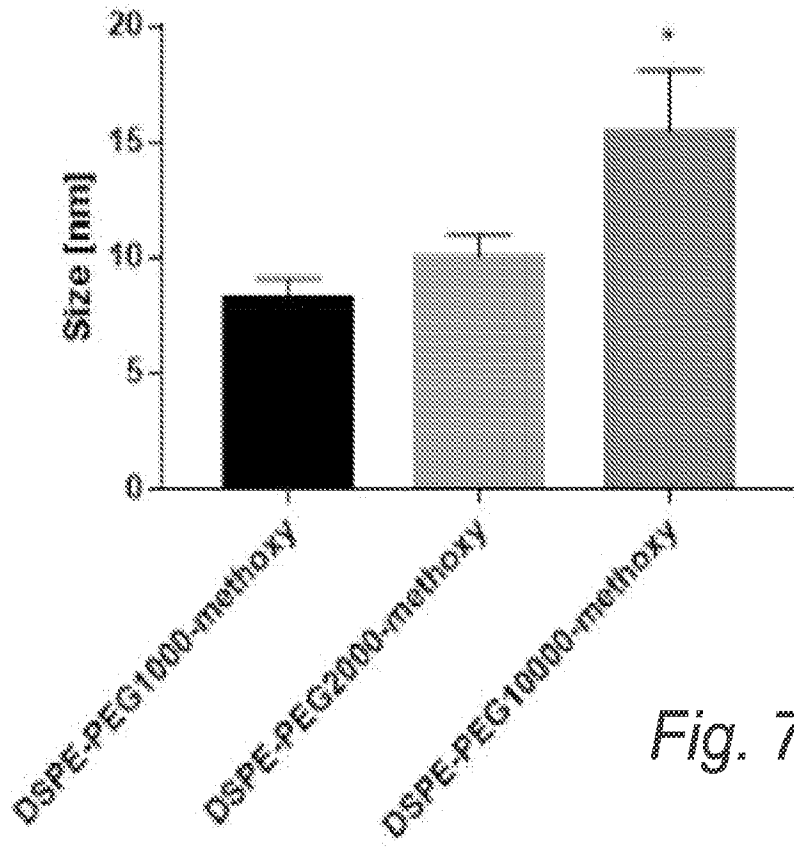 20
*
15
Size [nm]
10
5
0
DSPE-PEG1000-methoxy
DSPE-PEG2000-methoxy
DSPE-PEG10000-methoxy
Fig. 7